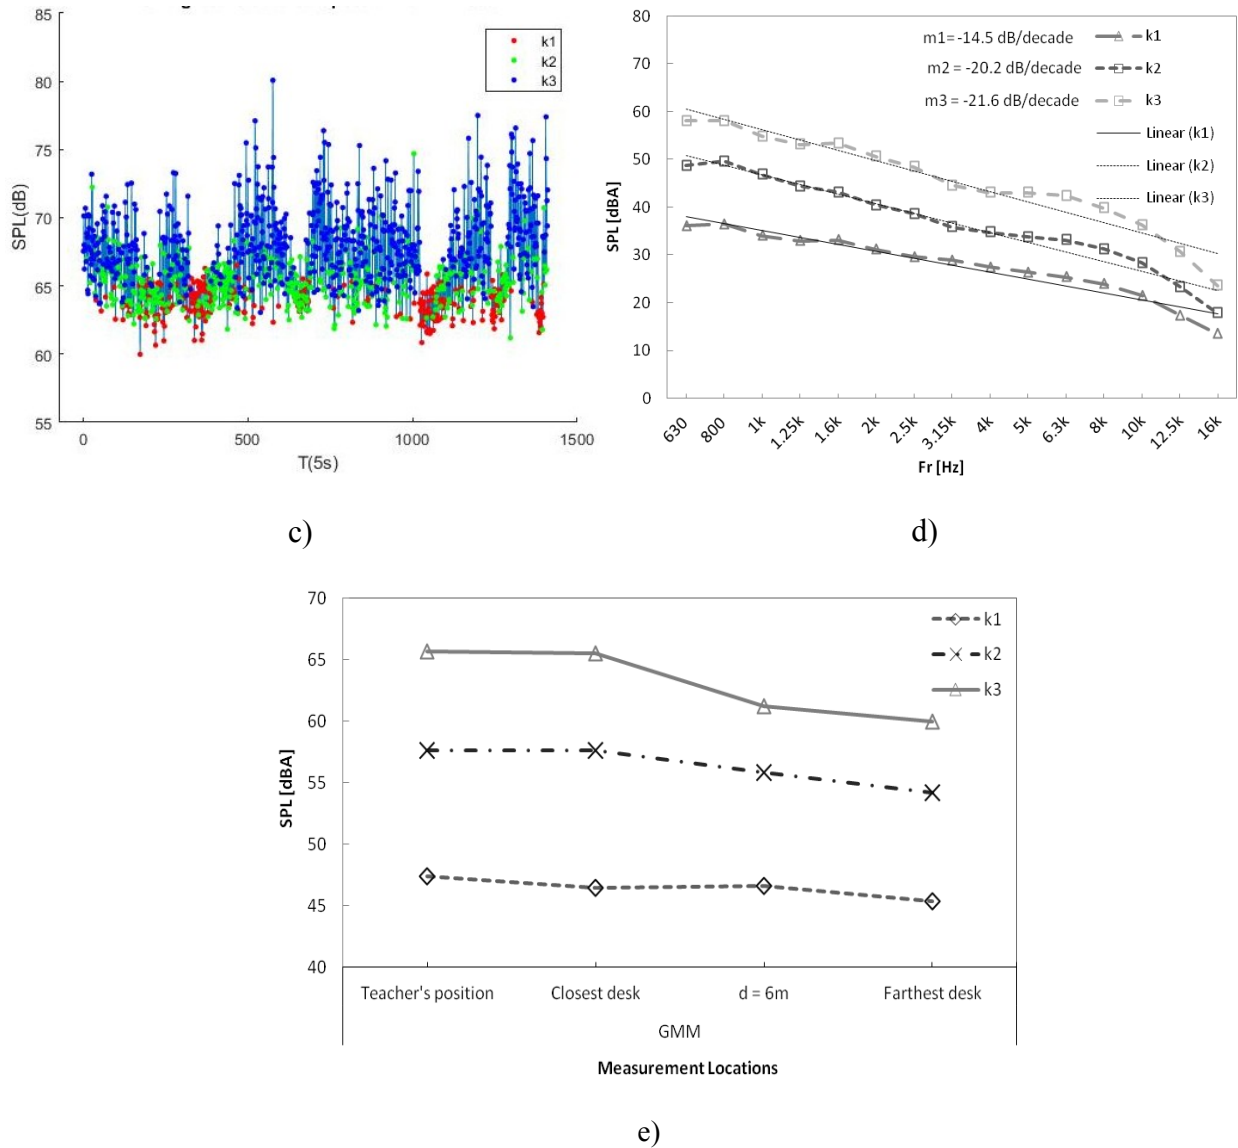 85
80
75
70
65
60
55
SPL(dB)
k1
k2
k3
0
500
1000
1500
T(5s)
c)
80
70
60
50
40
30
20
10
0
SPL [dBA]
m1= -14.5 dB/decade
m2 = -20.2 dB/decade
m3 = -21.6 dB/decade
k1
k2
k3
Linear (k1)
Linear (k2)
Linear (k3)
630
800
1k
1.25k
1.6k
2k
2.5k
3.15k
4k
5k
6.3k
8k
10k
12.5k
16k
Fr [Hz]
d)
70
65
60
55
50
45
40
SPL [dBA]
k1
k2
k3
Teacher's position
Closest desk
d = 6m
Farthest desk
GMM
Measurement Locations
e)